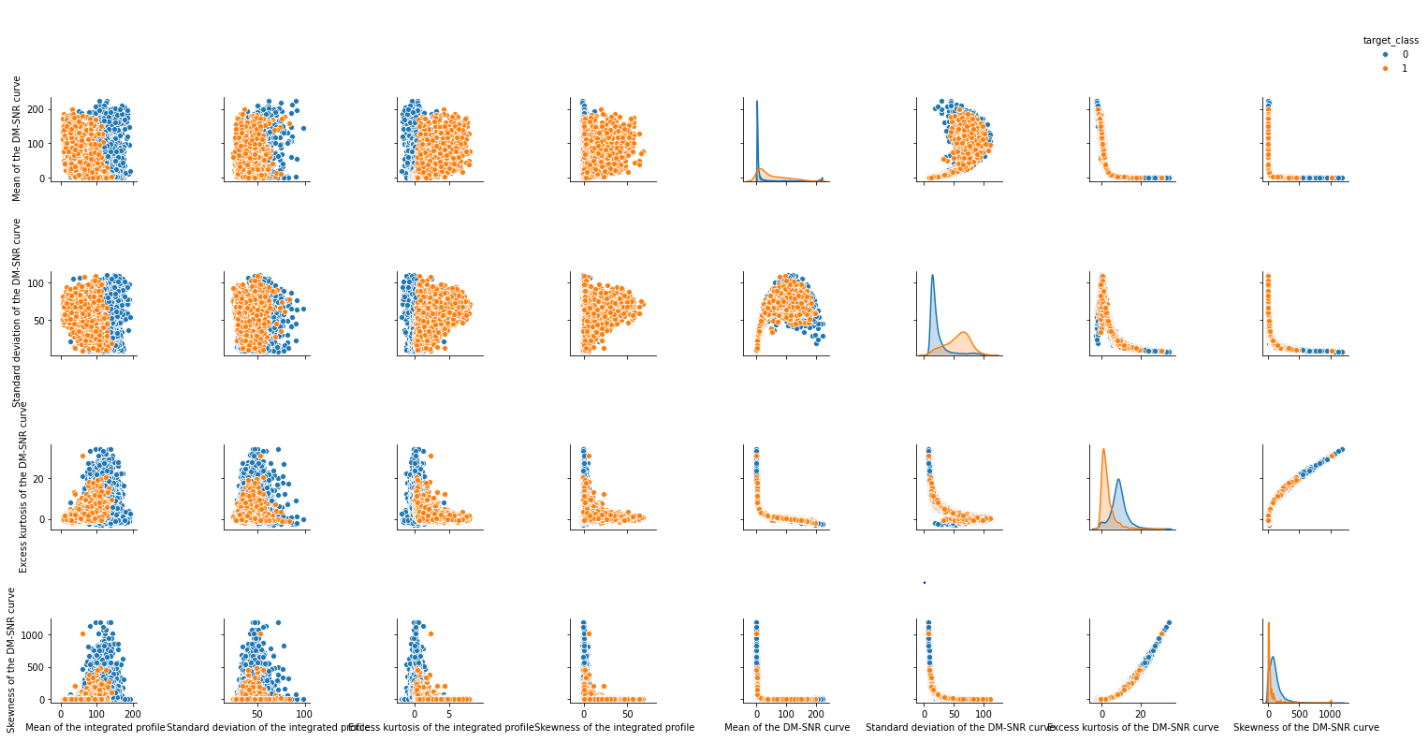 target_class
0
1
Mean of the DM-SNR curve
200
100
0
Standard deviation of the DM-SNR curve
100
50
Excess kurtosis of the DM-SNR curve
20
0
Skewness of the DM-SNR curve
1000
500
0
0 100 200
50 100
0 5
0 50
0 100 200
0 50 100
0 20
0 500 1000
Mean of the integrated profile
Standard deviation of the integrated profile
Excess kurtosis of the integrated profile
Skewness of the integrated profile
Mean of the DM-SNR curve
Standard deviation of the DM-SNR curve
Excess kurtosis of the DM-SNR curve
Skewness of the DM-SNR curve